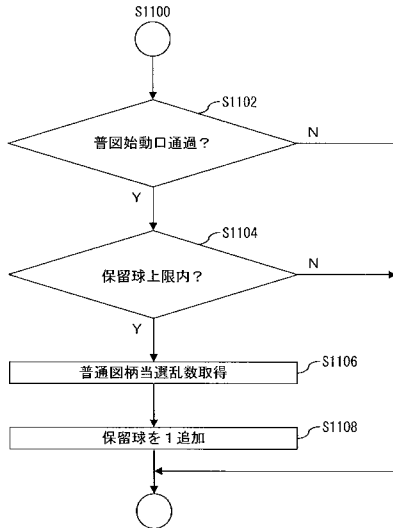 S1100
S1102
普図始動口通過?
N
Y
S1104
保留球上限内?
N
Y
S1106
普通図柄当選乱数取得
S1108
保留球を1追加